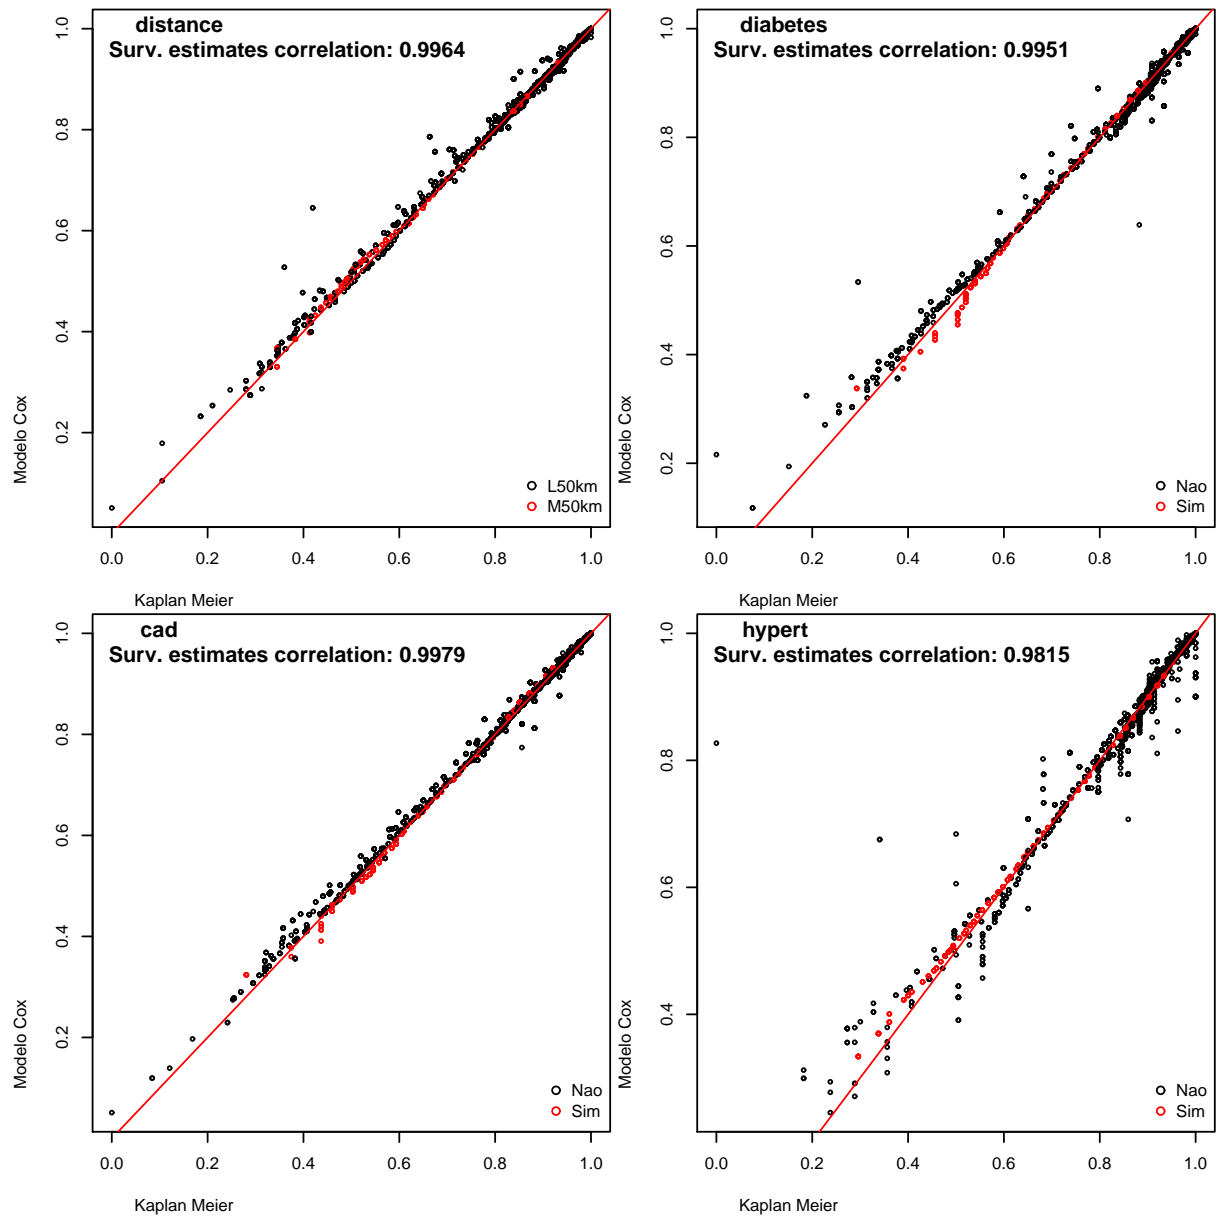 distance
Surv. estimates correlation: 0.9964
1.0
0.8
0.6
0.4
0.2
Modelo Cox
L50km
M50km
0.0 0.2 0.4 0.6 0.8 1.0
Kaplan Meier
diabetes
Surv. estimates correlation: 0.9951
1.0
0.8
0.6
0.4
0.2
Modelo Cox
Nao
Sim
0.0 0.2 0.4 0.6 0.8 1.0
Kaplan Meier
cad
Surv. estimates correlation: 0.9979
1.0
0.8
0.6
0.4
0.2
Modelo Cox
Nao
Sim
0.0 0.2 0.4 0.6 0.8 1.0
Kaplan Meier
hypert
Surv. estimates correlation: 0.9815
1.0
0.8
0.6
0.4
Modelo Cox
Nao
Sim
0.0 0.2 0.4 0.6 0.8 1.0
Kaplan Meier